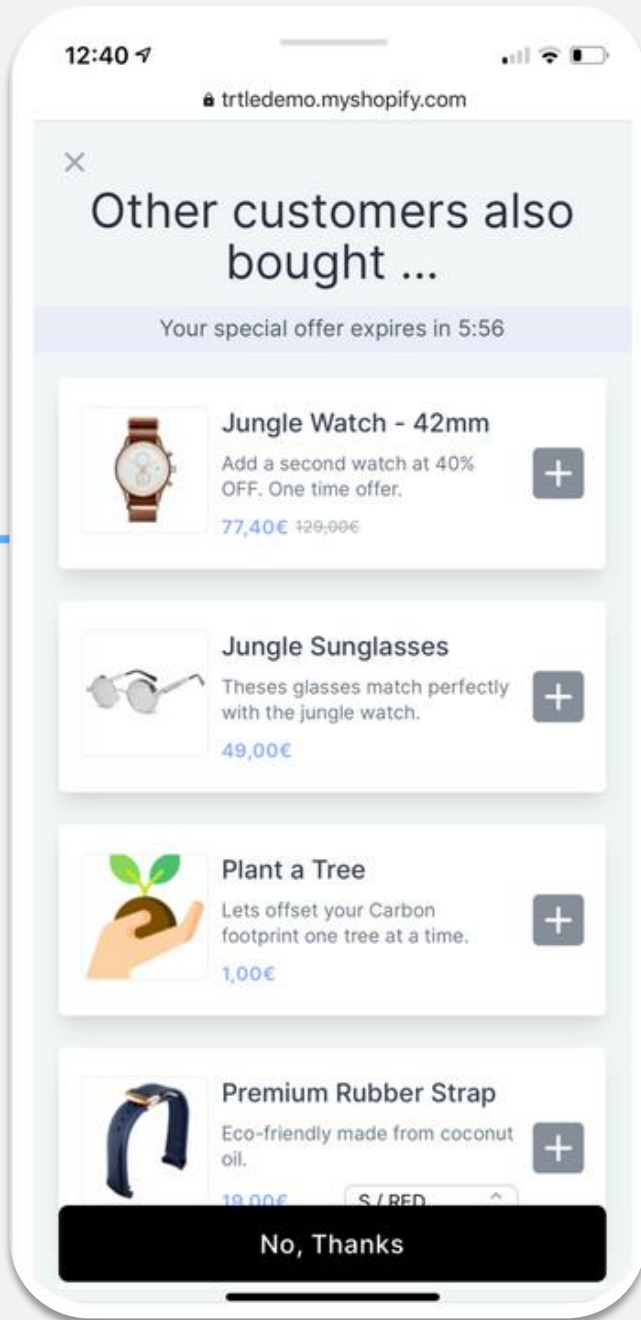 12:40
trtledemo.myshopify.com
Other customers also
bought ...
Your special offer expires in 5:56
Jungle Watch - 42mm
Add a second watch at 40%
OFF. One time offer.
77,40€ 129,00€
Jungle Sunglasses
Theses glasses match perfectly
with the jungle watch.
49,00€
Plant a Tree
Lets offset your Carbon
footprint one tree at a time.
1,00€
Premium Rubber Strap
Eco-friendly made from coconut
oil.
19,00€ S / RED
No, Thanks